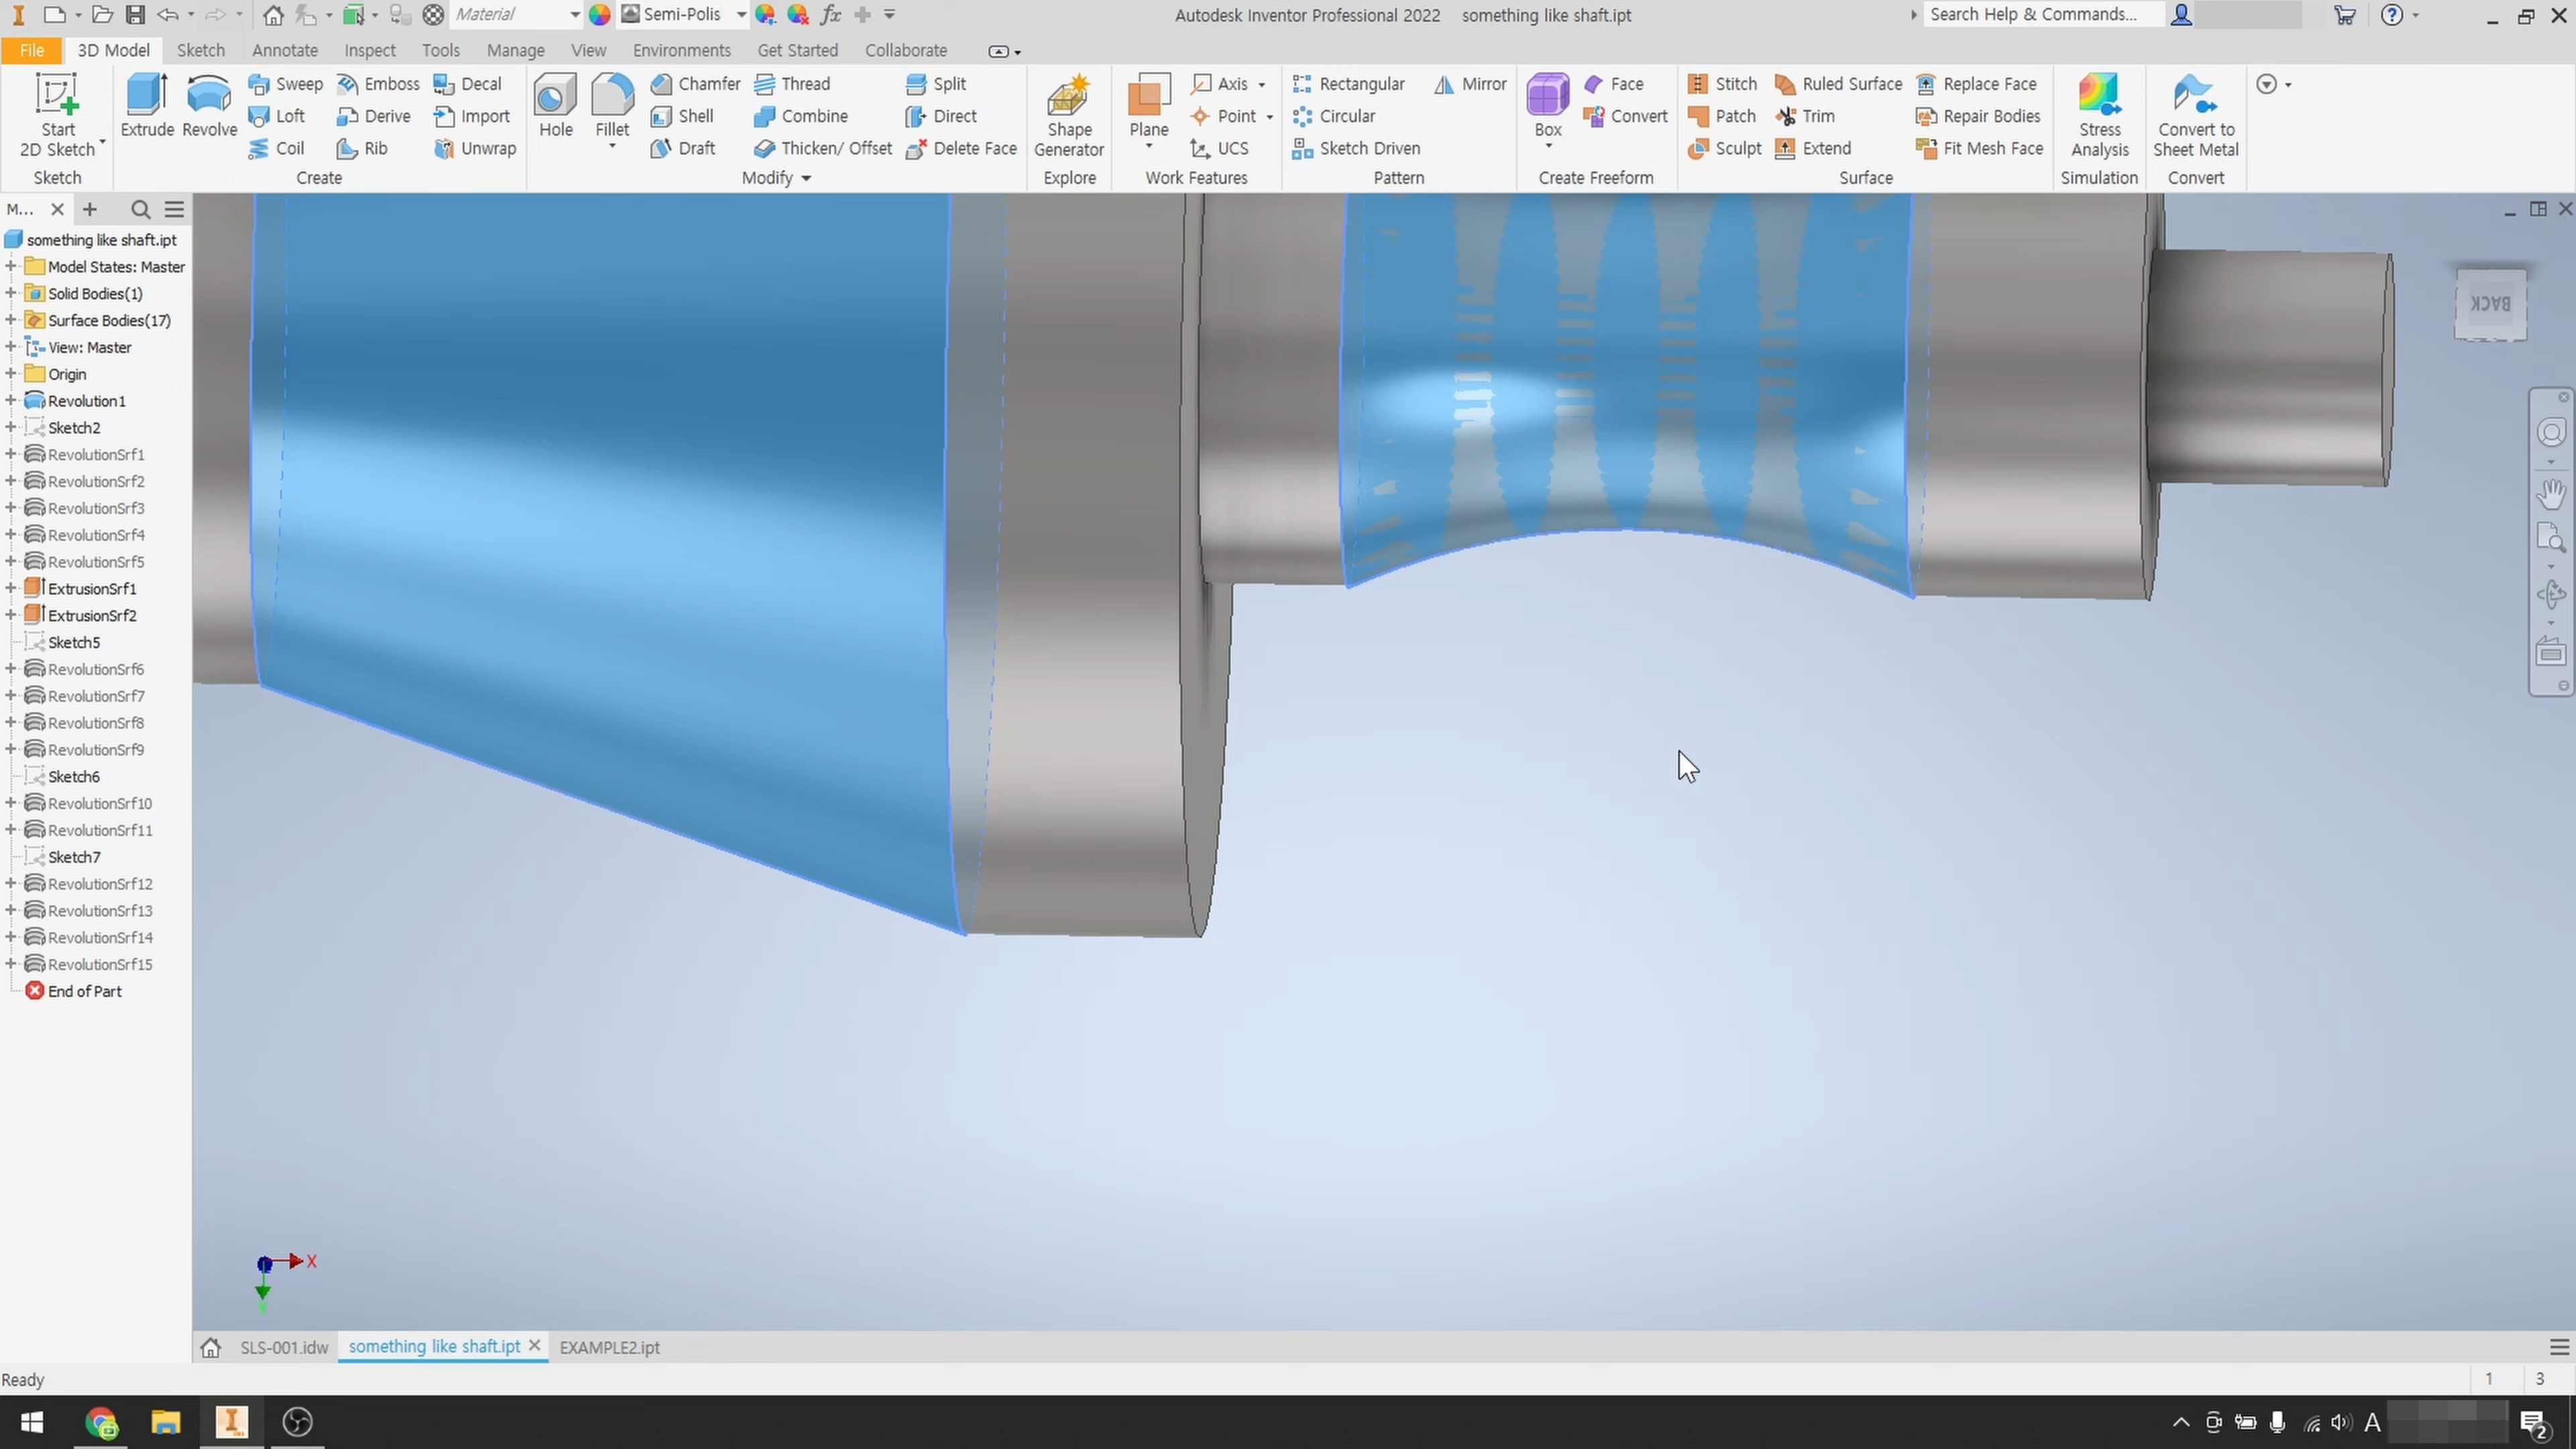 Material
Semi-Polis
fx
Autodesk Inventor Professional 2022 something like shaft.ipt
Search Help & Commands...
File 3D Model Sketch Annotate Inspect Tools Manage View Environments Get Started Collaborate
Start
2D Sketch
Sketch
Extrude
Revolve
Sweep
Loft
Coil
Emboss
Derive
Rib
Decal
Import
Unwrap
Create
Hole
Fillet
Chamfer
Shell
Draft
Thread
Combine
Thicken/ Offset
Split
Direct
Delete Face
Modify
Shape
Generator
Explore
Plane
Axis
Point
UCS
Work Features
Rectangular
Circular
Sketch Driven
Mirror
Pattern
Box
Face
Convert
Create Freeform
Stitch
Patch
Sculpt
Ruled Surface
Trim
Extend
Replace Face
Repair Bodies
Fit Mesh Face
Surface
Stress
Analysis
Simulation
Convert to
Sheet Metal
Convert
M...
something like shaft.ipt
Model States: Master
Solid Bodies(1)
Surface Bodies(17)
View: Master
Origin
Revolution1
Sketch2
RevolutionSrf1
RevolutionSrf2
RevolutionSrf3
RevolutionSrf4
RevolutionSrf5
ExtrusionSrf1
ExtrusionSrf2
Sketch5
RevolutionSrf6
RevolutionSrf7
RevolutionSrf8
RevolutionSrf9
Sketch6
RevolutionSrf10
RevolutionSrf11
Sketch7
RevolutionSrf12
RevolutionSrf13
RevolutionSrf14
RevolutionSrf15
End of Part
BACK
X
Y
SLS-001.idw something like shaft.ipt EXAMPLE2.ipt
Ready
1 3
A
2